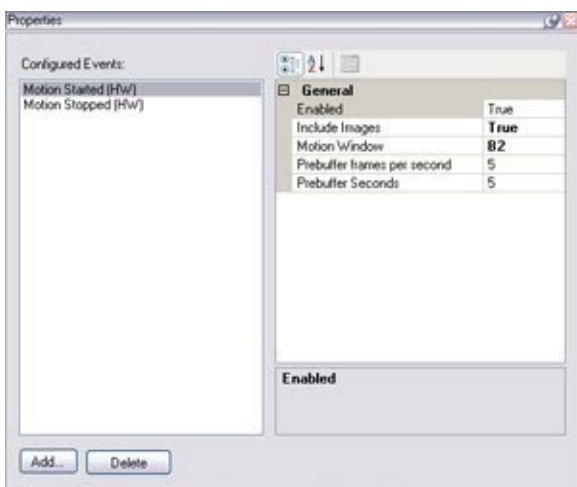 Properties
Configured Events:
Motion Started (HW)
Motion Stopped (HW)
General
Enabled True
Include Images True
Motion Window B2
Prebuffer frames per second 5
Prebuffer Seconds 5
Enabled
Add... Delete